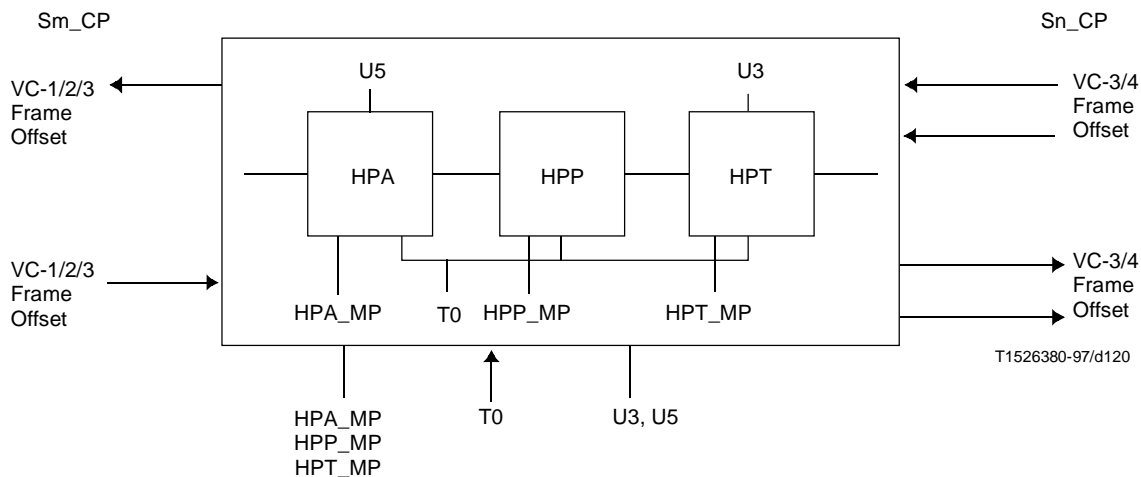 Sm_CP
Sn_CP
VC-1/2/3
Frame
Offset
U5
U3
VC-3/4
Frame
Offset
HPA
HPP
HPT
VC-1/2/3
Frame
Offset
HPA_MP
T0
HPP_MP
HPT_MP
VC-3/4
Frame
Offset
T1526380-97/d120
HPA_MP
HPP_MP
HPT_MP
T0
U3, U5